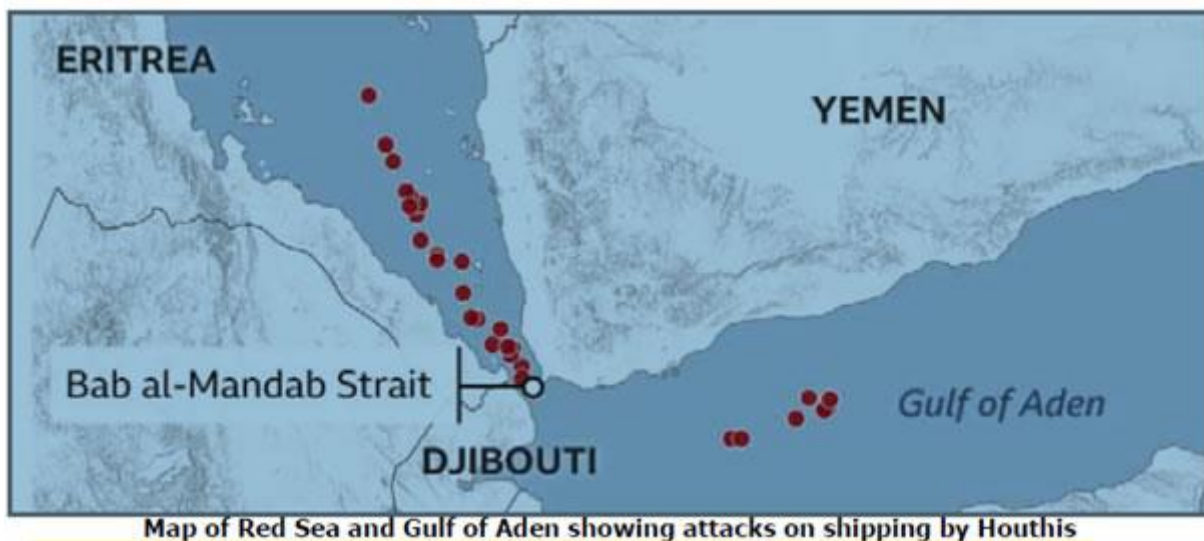 ERITREA
YEMEN
Bab al-Mandab Strait
Gulf of Aden
DJIBOUTI
Map of Red Sea and Gulf of Aden showing attacks on shipping by Houthis